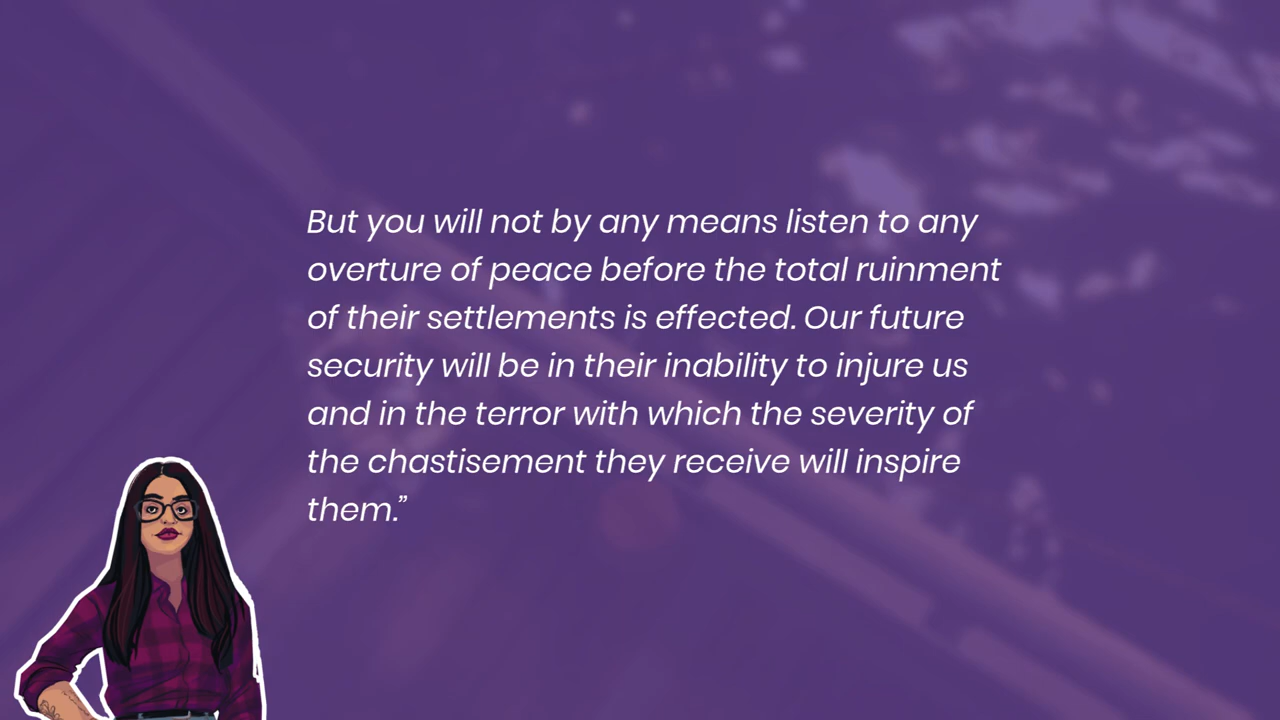 But you will not by any means listen to any
overture of peace before the total ruinment
of their settlements is effected. Our future
security will be in their inability to injure us
and in the terror with which the severity of
the chastisement they receive will inspire
them.”